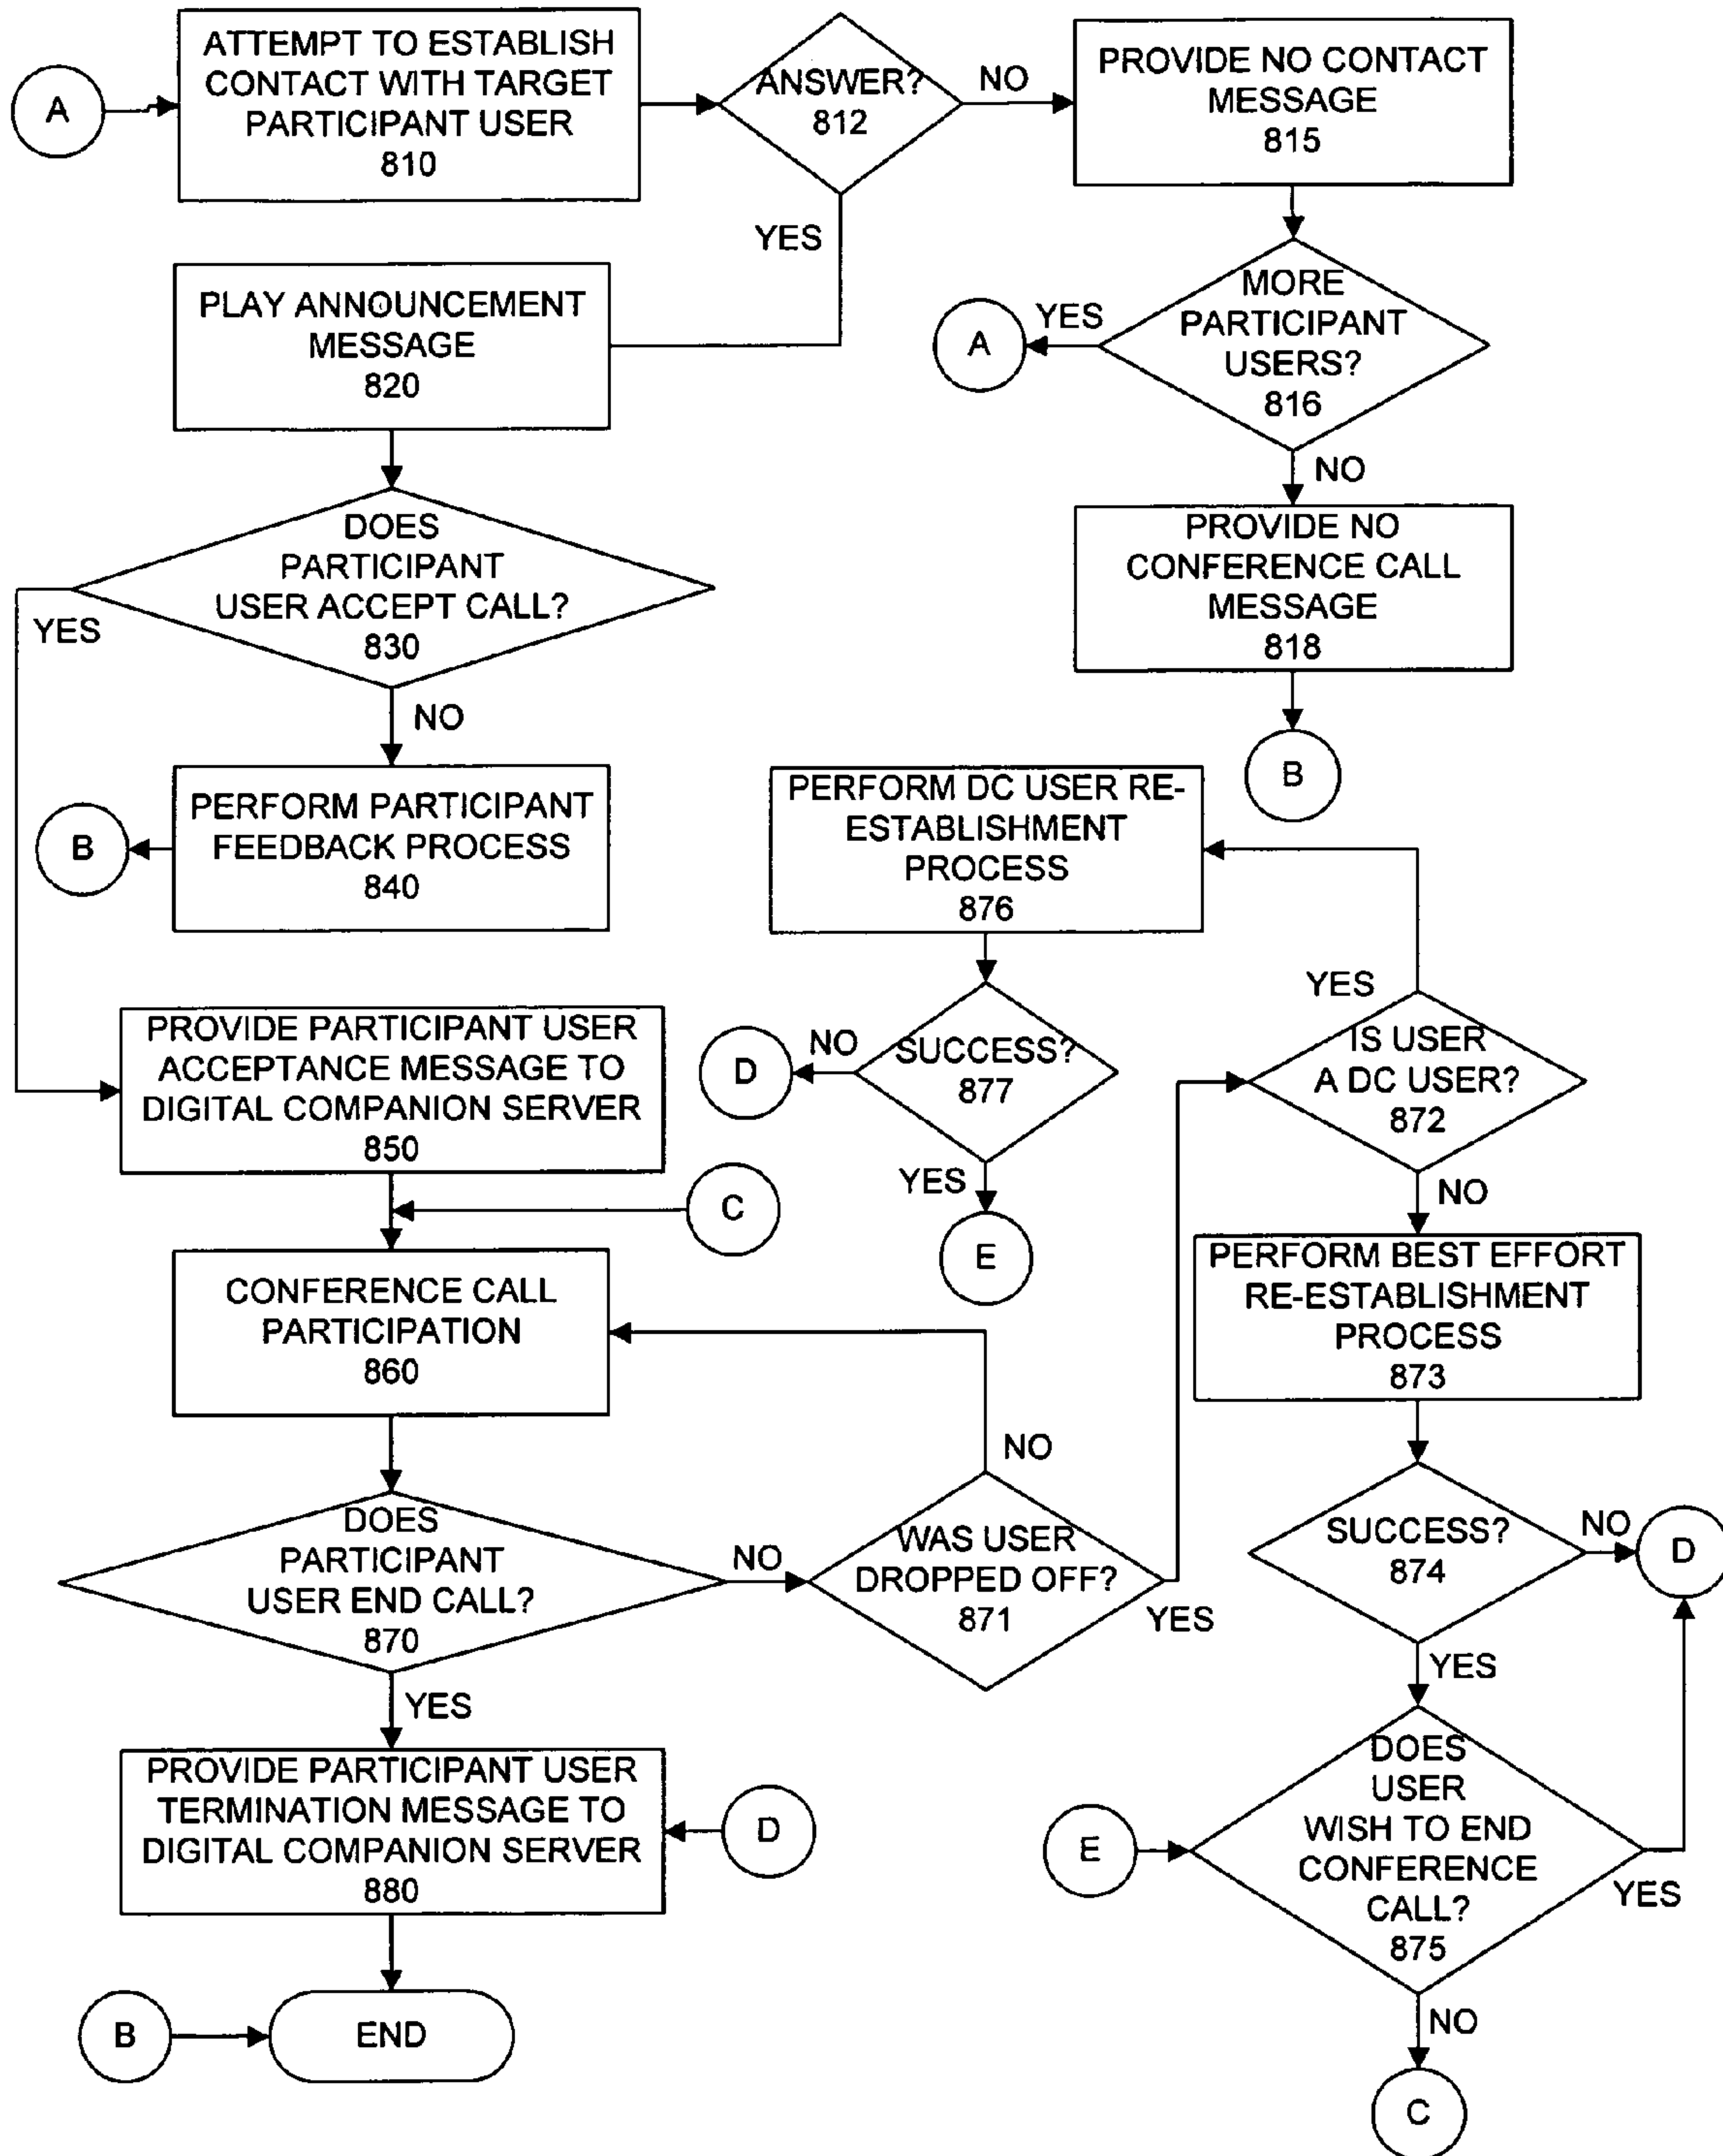 A
ATTEMPT TO ESTABLISH
CONTACT WITH TARGET
PARTICIPANT USER
810
ANSWER?
812
NO
YES
PROVIDE NO CONTACT
MESSAGE
815
MORE
PARTICIPANT
USERS?
816
YES
A
NO
PROVIDE NO
CONFERENCE CALL
MESSAGE
818
B
PLAY ANNOUNCEMENT
MESSAGE
820
DOES
PARTICIPANT
USER ACCEPT CALL?
830
YES
NO
PERFORM PARTICIPANT
FEEDBACK PROCESS
840
B
PROVIDE PARTICIPANT USER
ACCEPTANCE MESSAGE TO
DIGITAL COMPANION SERVER
850
C
CONFERENCE CALL
PARTICIPATION
860
DOES
PARTICIPANT
USER END CALL?
870
NO
YES
WAS USER
DROPPED OFF?
871
NO
YES
IS USER
A DC USER?
872
YES
NO
PERFORM DC USER RE-
ESTABLISHMENT
PROCESS
876
SUCCESS?
877
NO
D
YES
E
PERFORM BEST EFFORT
RE-ESTABLISHMENT
PROCESS
873
SUCCESS?
874
NO
D
YES
E
DOES
USER
WISH TO END
CONFERENCE
CALL?
875
YES
NO
C
PROVIDE PARTICIPANT USER
TERMINATION MESSAGE TO
DIGITAL COMPANION SERVER
880
D
B
END